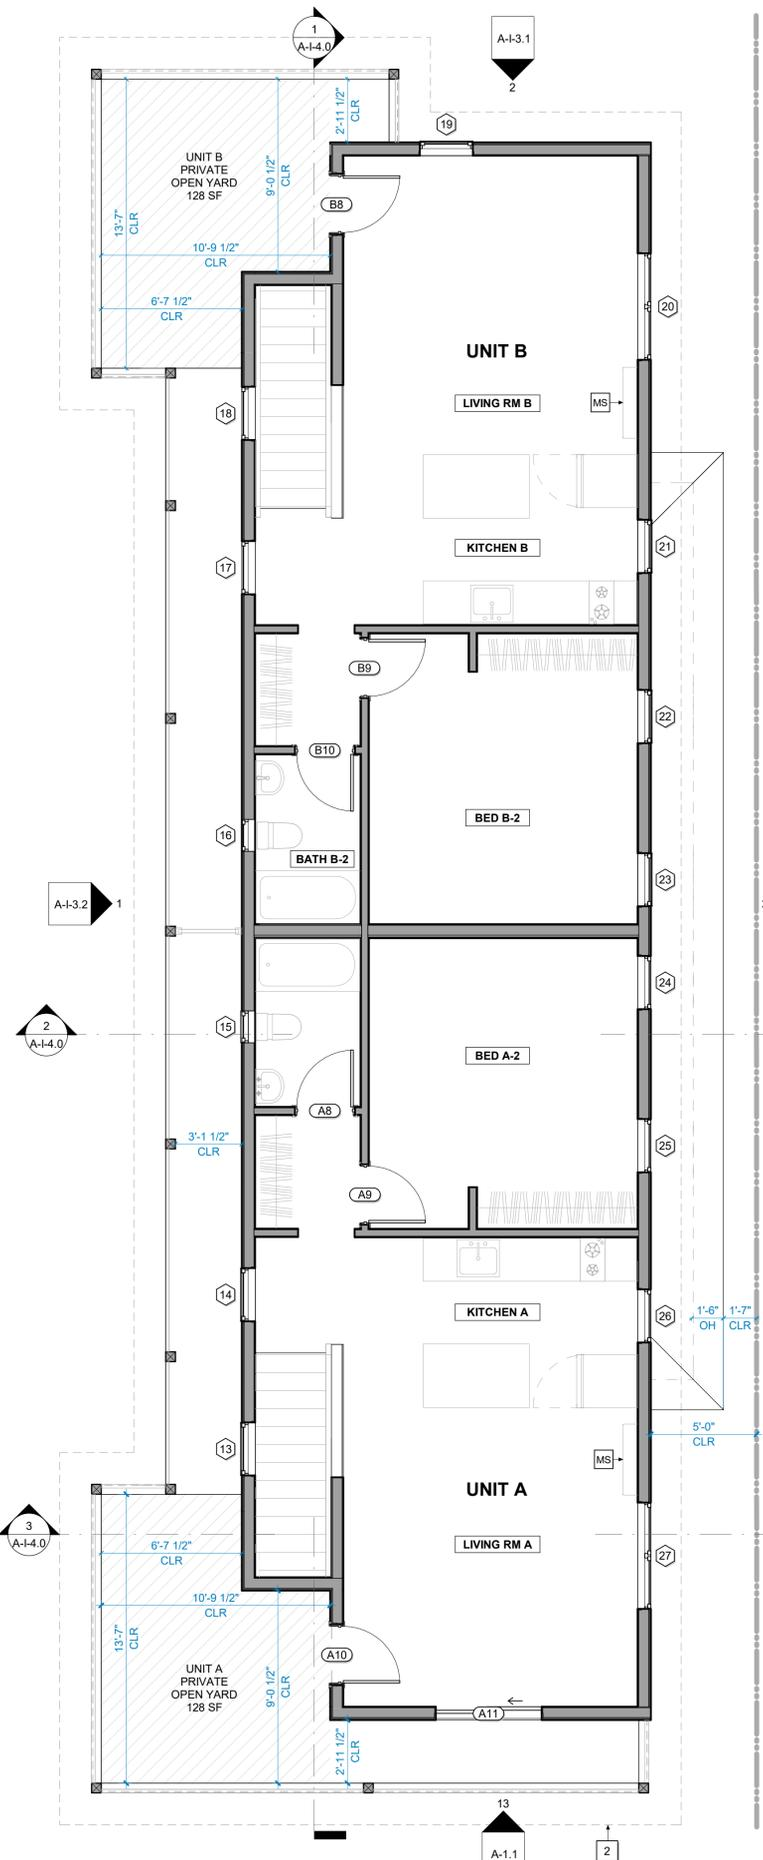 1
A-I-4.0
A-I-3.1
2
2'-11 1/2"
CLR
19
UNIT B
PRIVATE
OPEN YARD
128 SF
9'-0 1/2"
CLR
13'-7"
CLR
B8
10'-9 1/2"
CLR
6'-7 1/2"
CLR
20
UNIT B
LIVING RM B
MS
18
KITCHEN B
21
17
B9
22
B10
BED B-2
16
BATH B-2
23
A-I-3.2
1
24
2
A-I-4.0
15
BED A-2
A8
3'-1 1/2"
CLR
25
A9
14
KITCHEN A
26
1'-6"
OH
1'-7"
CLR
5'-0"
CLR
13
MS
UNIT A
3
A-I-4.0
LIVING RM A
27
6'-7 1/2"
CLR
10'-9 1/2"
CLR
13'-7"
CLR
A10
UNIT A
PRIVATE
OPEN YARD
128 SF
9'-0 1/2"
CLR
A11
2'-11 1/2"
CLR
13
A-1.1
2